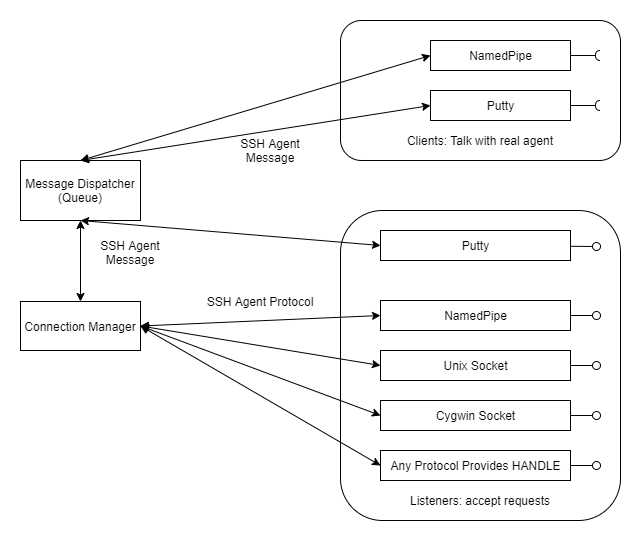 NamedPipe
Putty
Clients: Talk with real agent
SSH Agent
Message
Message Dispatcher
(Queue)
SSH Agent
Message
Putty
SSH Agent Protocol
NamedPipe
Connection Manager
Unix Socket
Cygwin Socket
Any Protocol Provides HANDLE
Listeners: accept requests